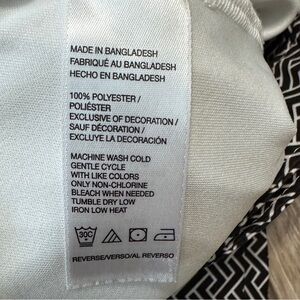 MADE IN BANGLADESH
FABRIQUÉ AU BANGLADESH
HECHO EN BANGLADESH
100% POLYESTER /
POLIÉSTER
EXCLUSIVE OF DECORATION /
SAUF DÉCORATION /
EXCLUYE LA DECORACIÓN
MACHINE WASH COLD
GENTLE CYCLE
WITH LIKE COLORS
ONLY NON-CHLORINE
BLEACH WHEN NEEDED
TUMBLE DRY LOW
IRON LOW HEAT
30C
REVERSE/VERSO/AL REVERSO